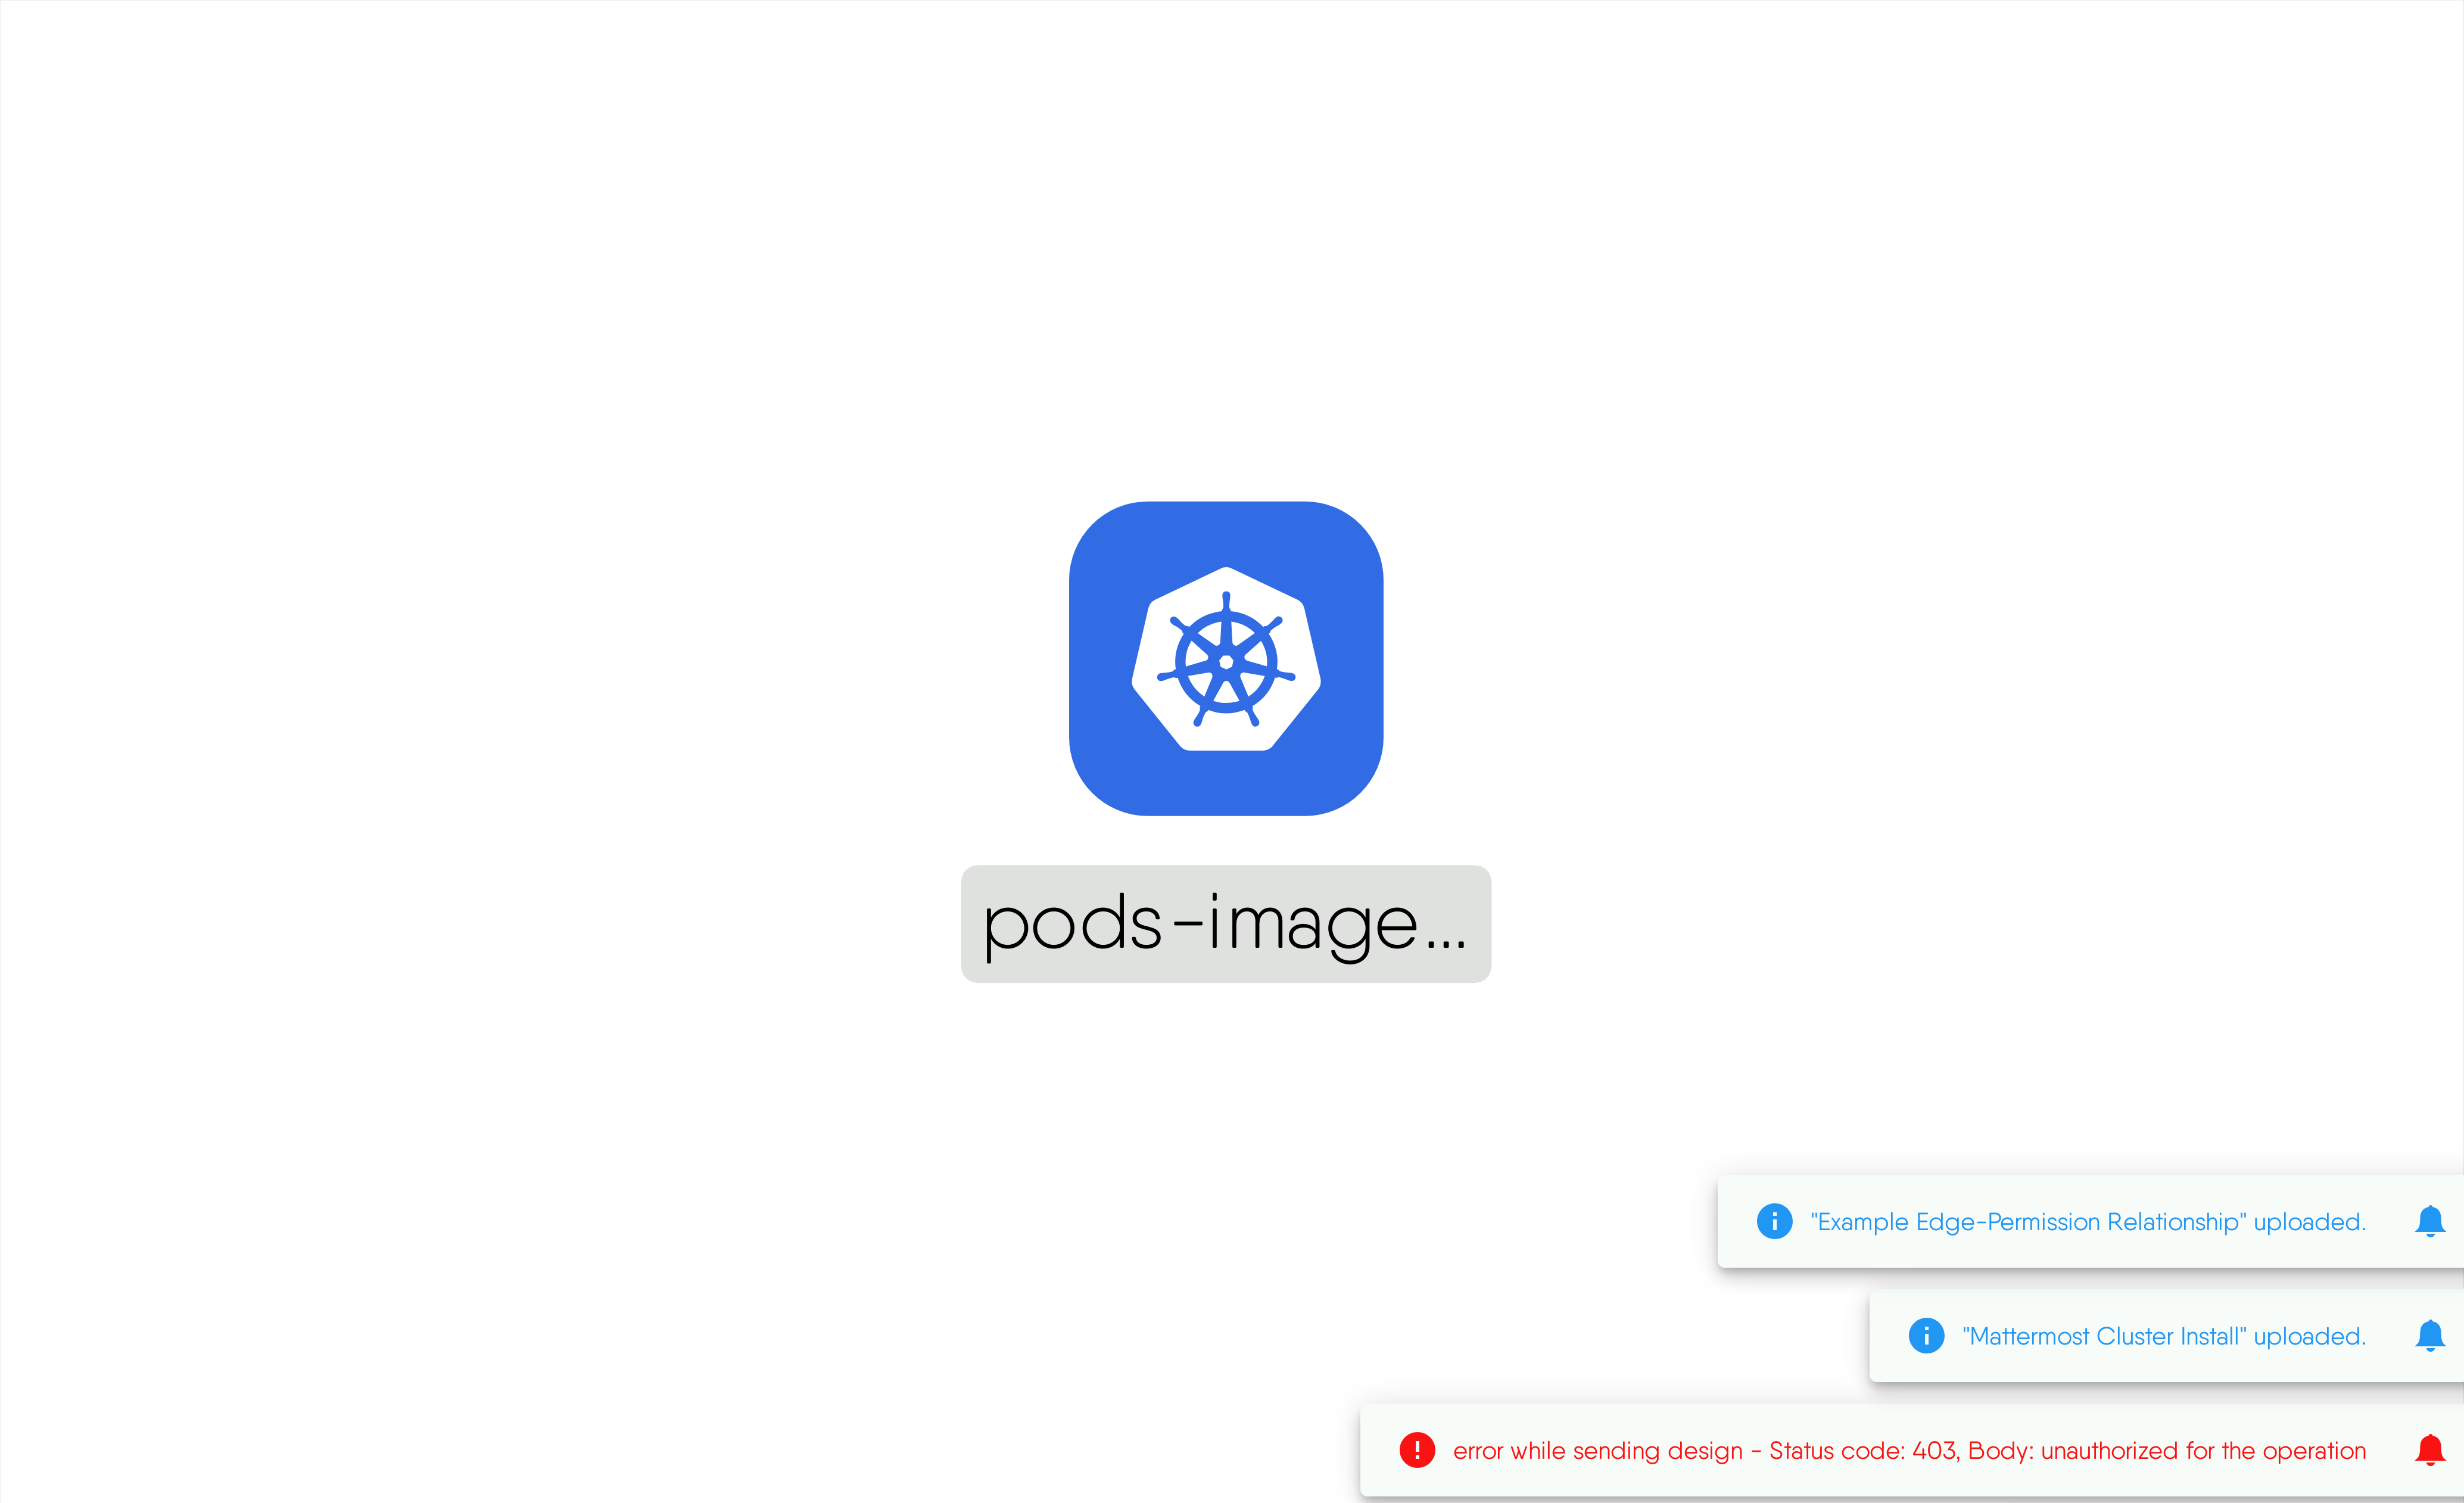 pods-image...
"Example Edge-Permission Relationship" uploaded.
"Mattermost Cluster Install" uploaded.
error while sending design - Status code: 403, Body: unauthorized for the operation